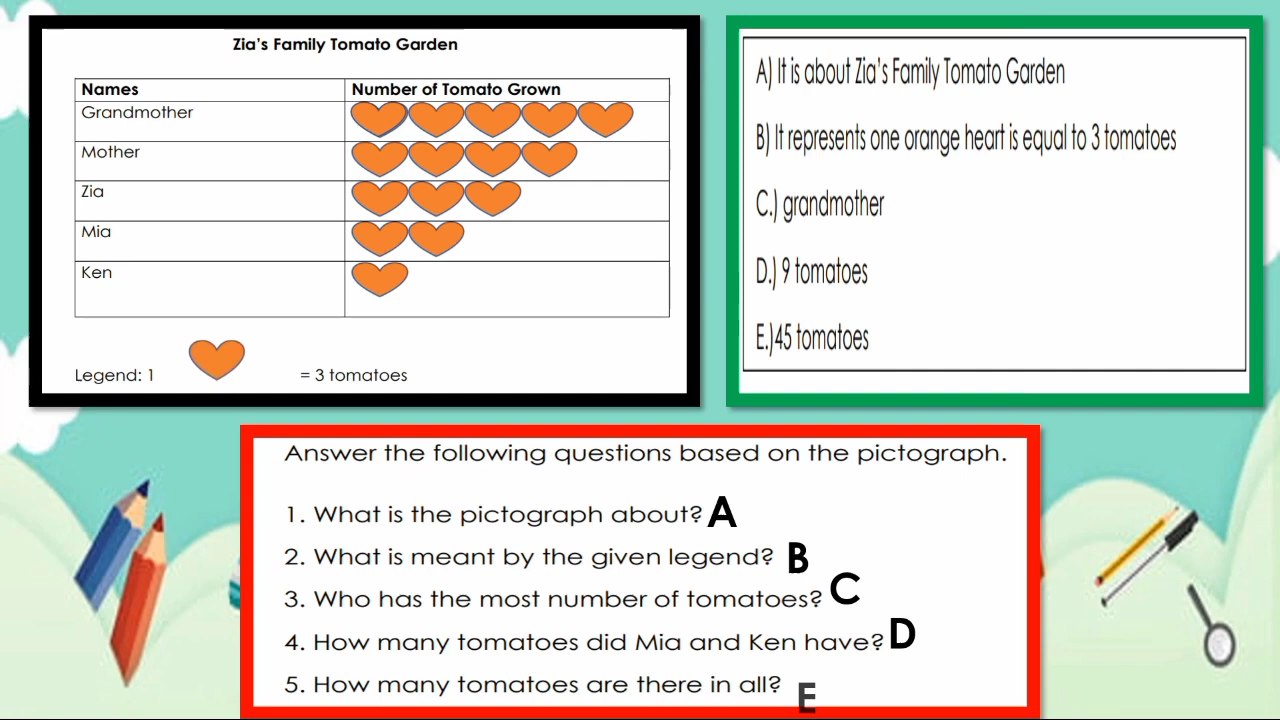 Zia’s Family Tomato Garden
Names Number of Tomato Grown
Grandmother
Mother
Zia
Mia
Ken
Legend: 1 = 3 tomatoes
A) It is about Zia’s Family Tomato Garden
B) It represents one orange heart is equal to 3 tomatoes
C.) grandmother
D.) 9 tomatoes
E.)45 tomatoes
Answer the following questions based on the pictograph.
1. What is the pictograph about? A
2. What is meant by the given legend? B
3. Who has the most number of tomatoes? C
4. How many tomatoes did Mia and Ken have? D
5. How many tomatoes are there in all? E